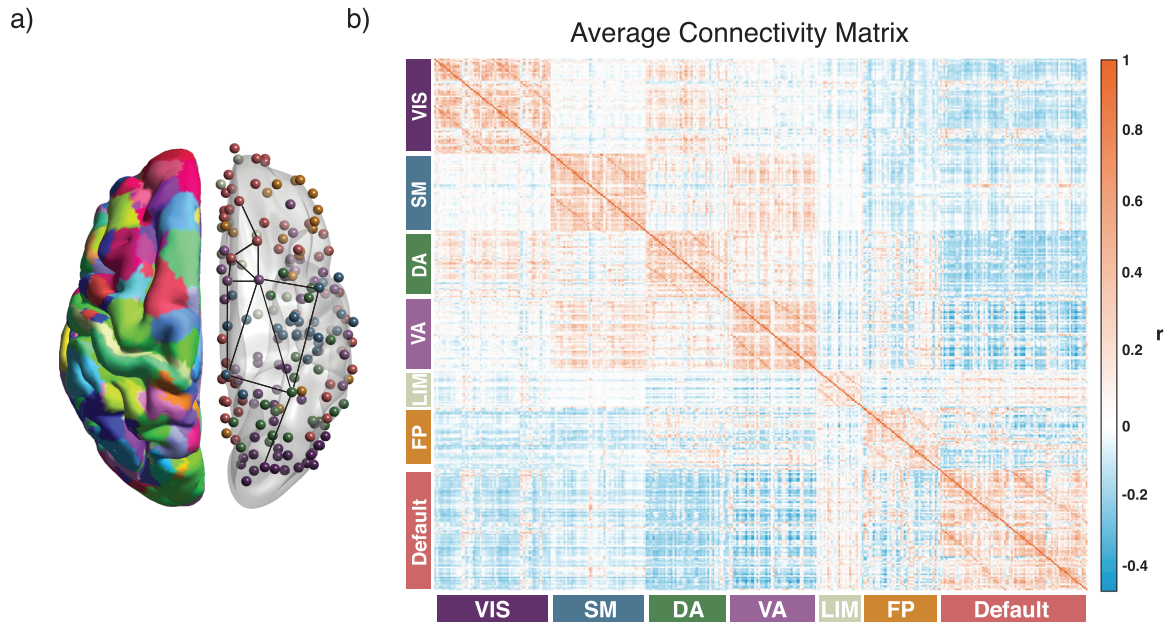 a)
b)
Average Connectivity Matrix
VIS
SM
DA
VA
LIM
FP
Default
VIS
SM
DA
VA
LIM
FP
Default
1
0.8
0.6
0.4
0.2
0
-0.2
-0.4
r